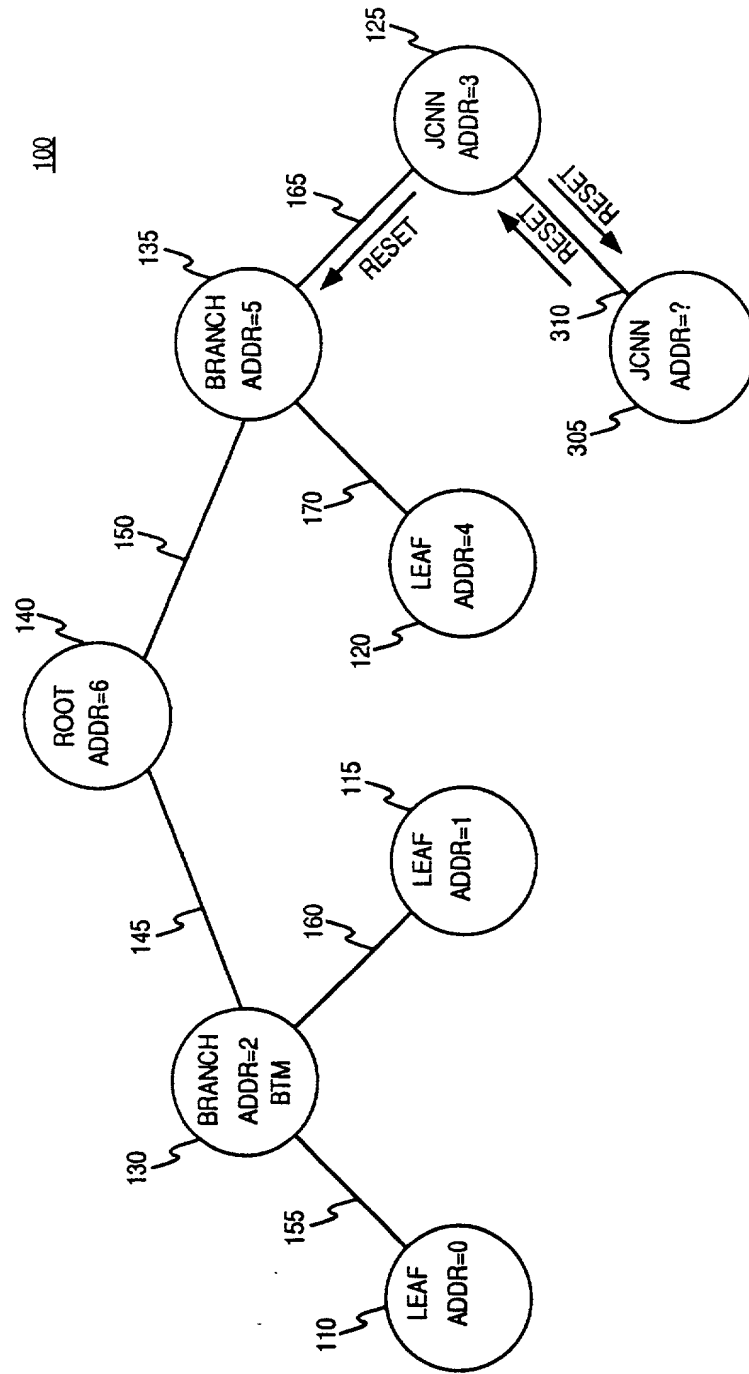 100
140
ROOT
ADDR=6
145
150
130
BRANCH
ADDR=2
BTM
135
BRANCH
ADDR=5
155
160
170
165
RESET
110
LEAF
ADDR=0
115
LEAF
ADDR=1
120
LEAF
ADDR=4
125
JCNN
ADDR=3
RESET
RESET
310
305
JCNN
ADDR=?